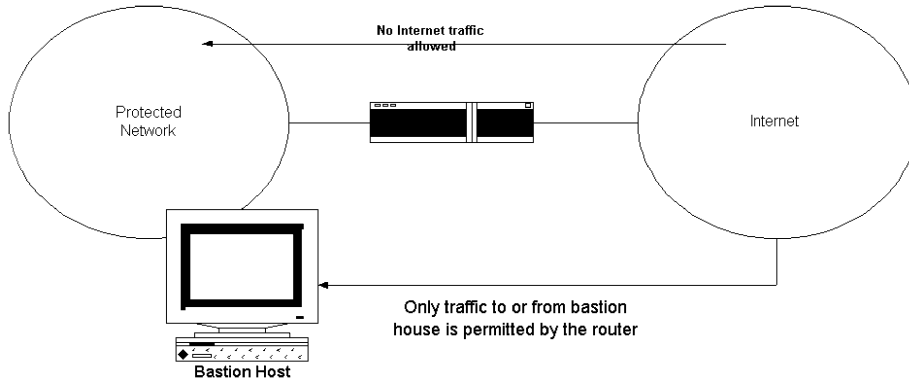 No Internet traffic
allowed
Protected
Network
Internet
Only traffic to or from bastion
house is permitted by the router
Bastion Host